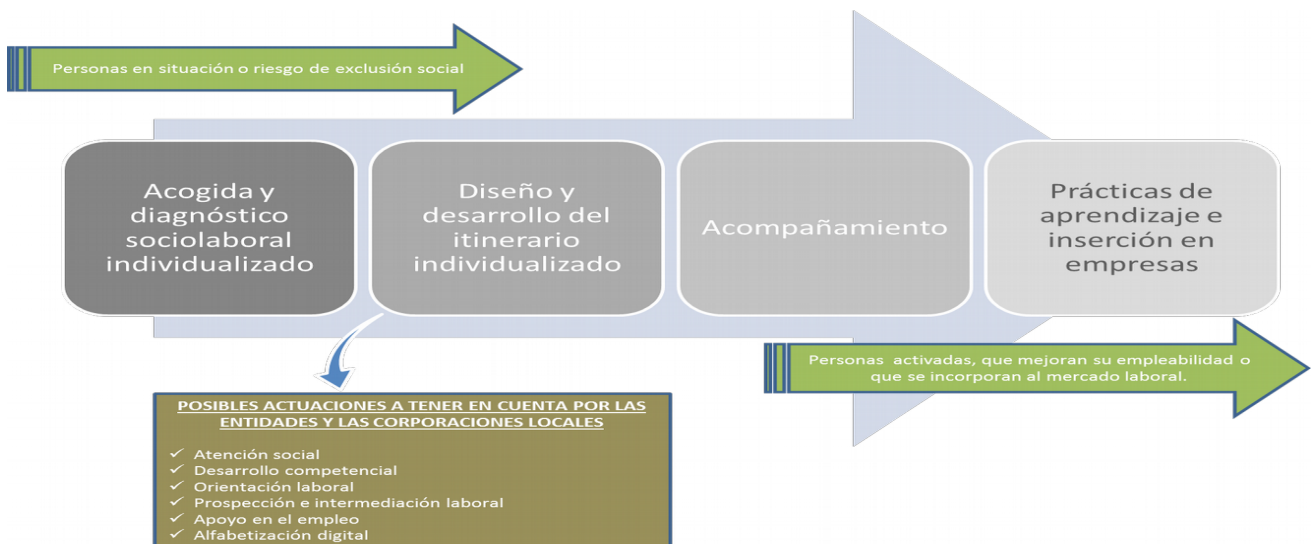 Personas en situación o riesgo de exclusión social
Acogida y
diagnóstico
sociolaboral
individualizado
Diseño y
desarrollo del
itinerario
individualizado
Acompañamiento
Prácticas de
aprendizaje e
inserción en
empresas
Personas activadas, que mejoran su empleabilidad o
que se incorporan al mercado laboral.
POSIBLES ACTUACIONES A TENER EN CUENTA POR LAS
ENTIDADES Y LAS CORPORACIONES LOCALES
✓ Atención social
✓ Desarrollo competencial
✓ Orientación laboral
✓ Prospección e intermediación laboral
✓ Apoyo en el empleo
✓ Alfabetización digital